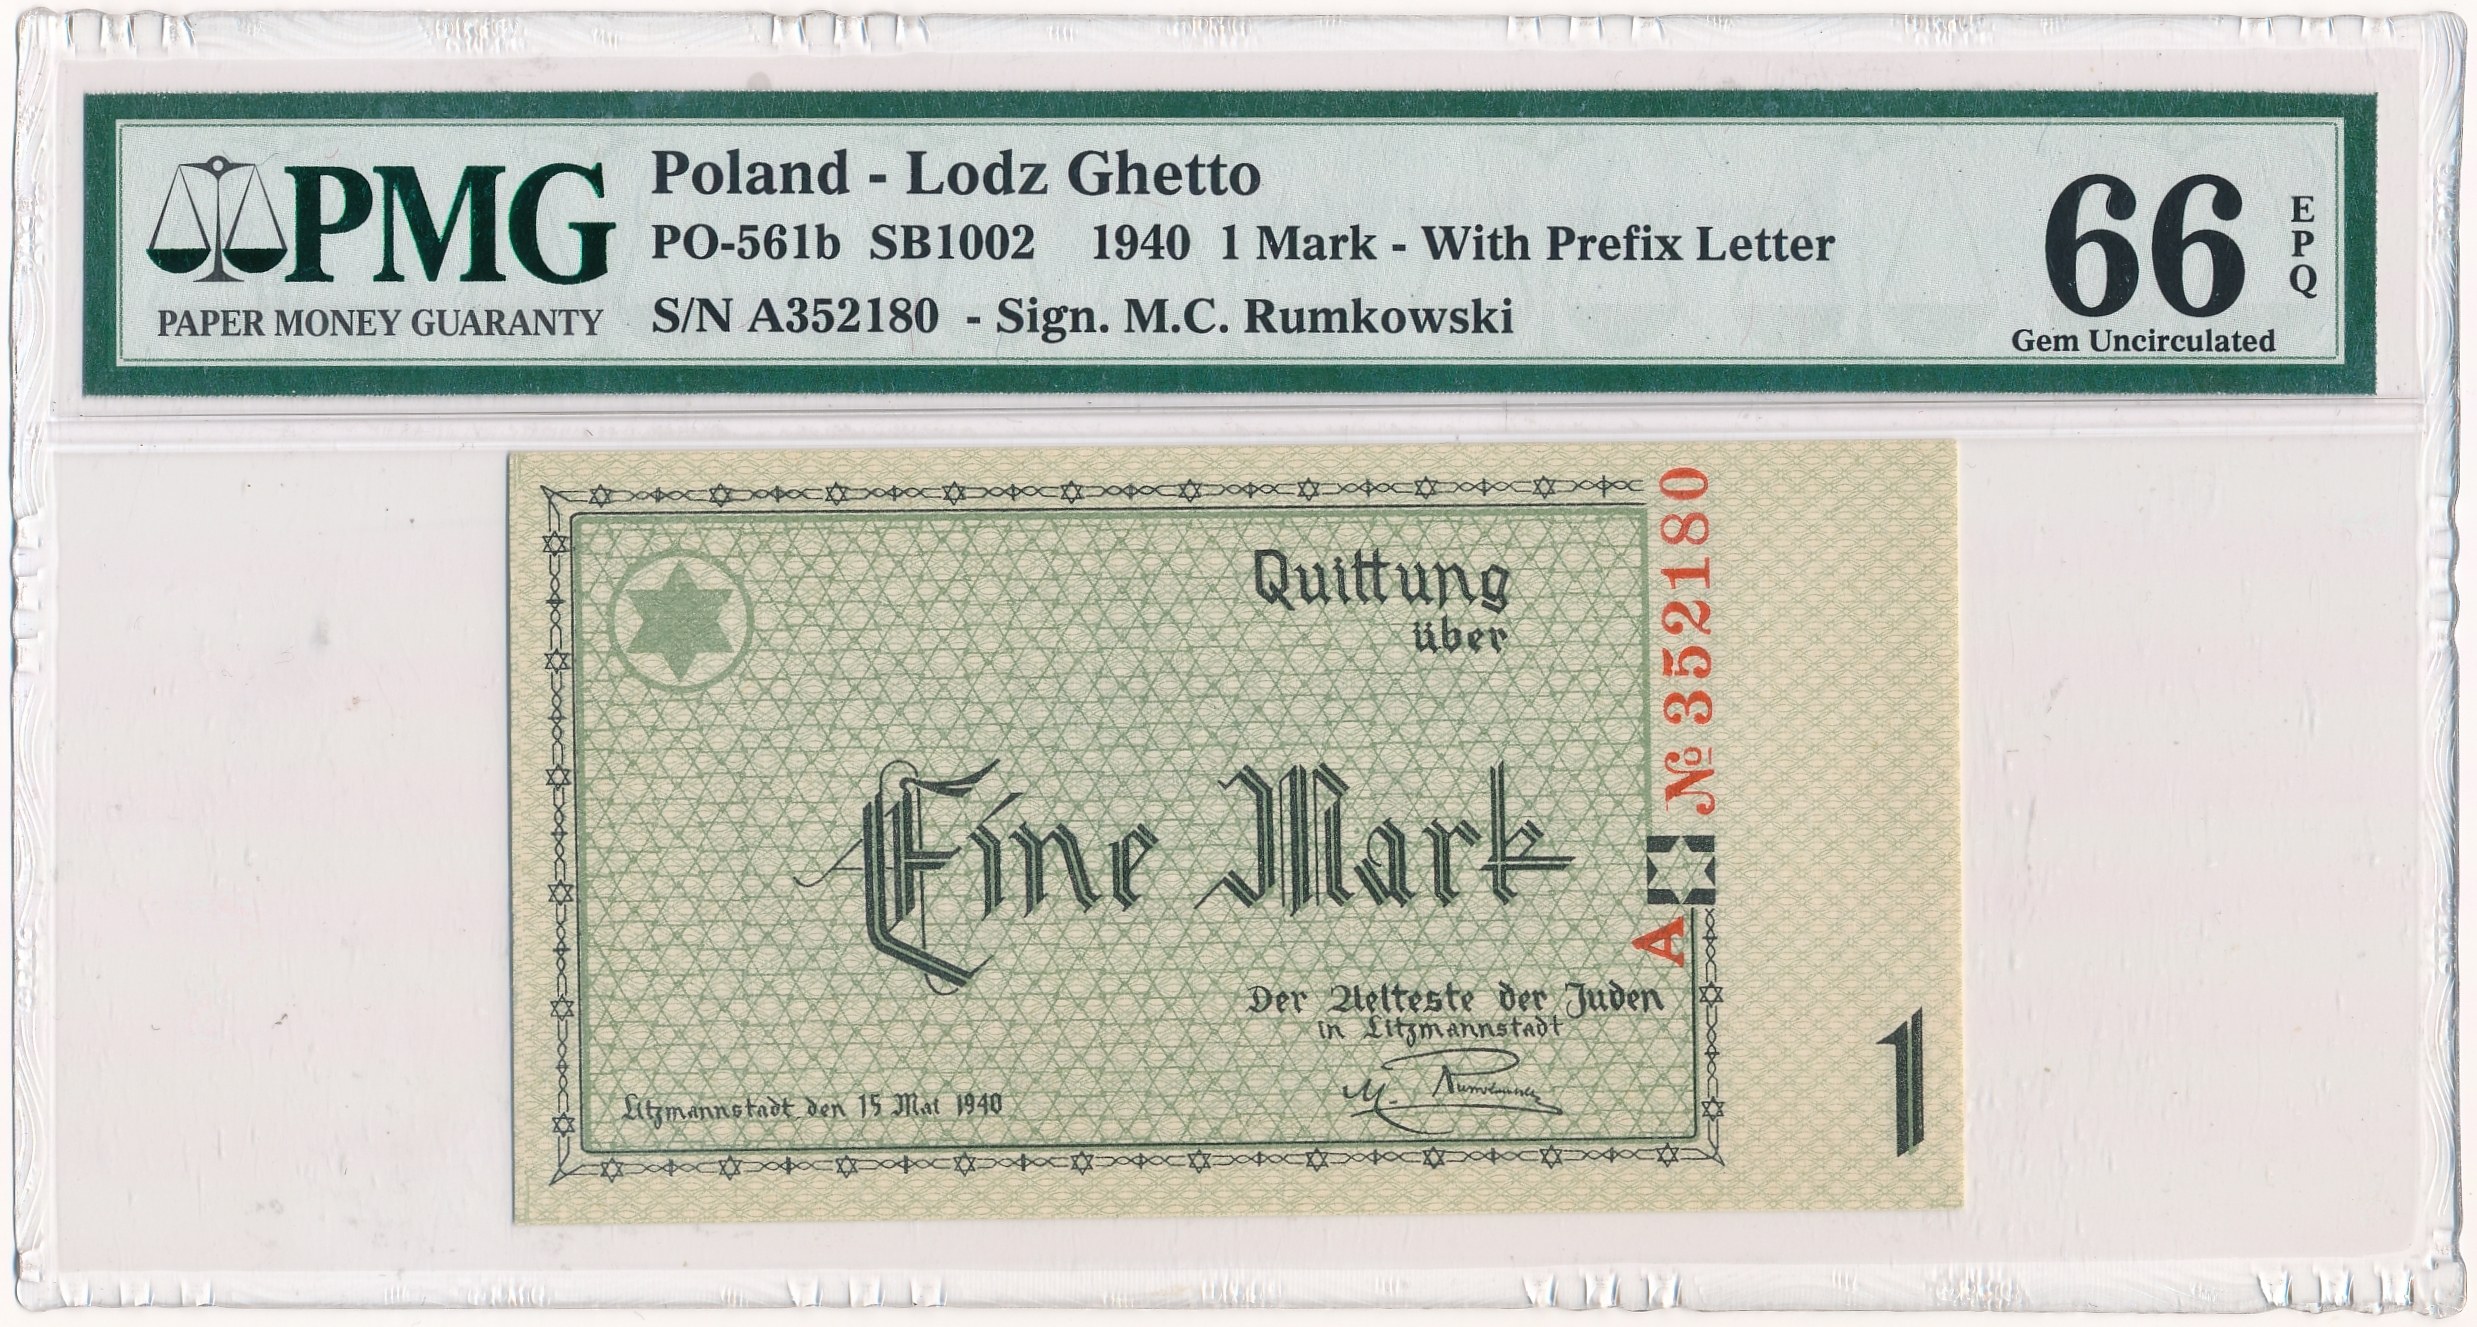 PMG
PAPER MONEY GUARANTY
Poland - Lodz Ghetto
PO-561b SB1002 1940 1 Mark - With Prefix Letter
S/N A352180 - Sign. M.C. Rumkowski
66
EPQ
Gem Uncirculated
Quittung
über
Eine Mark
№ 352180
A
Der Aelteste der Juden
in Litzmannstadt
M. Rumkowski
Litzmannstadt den 15 Mai 1940
1